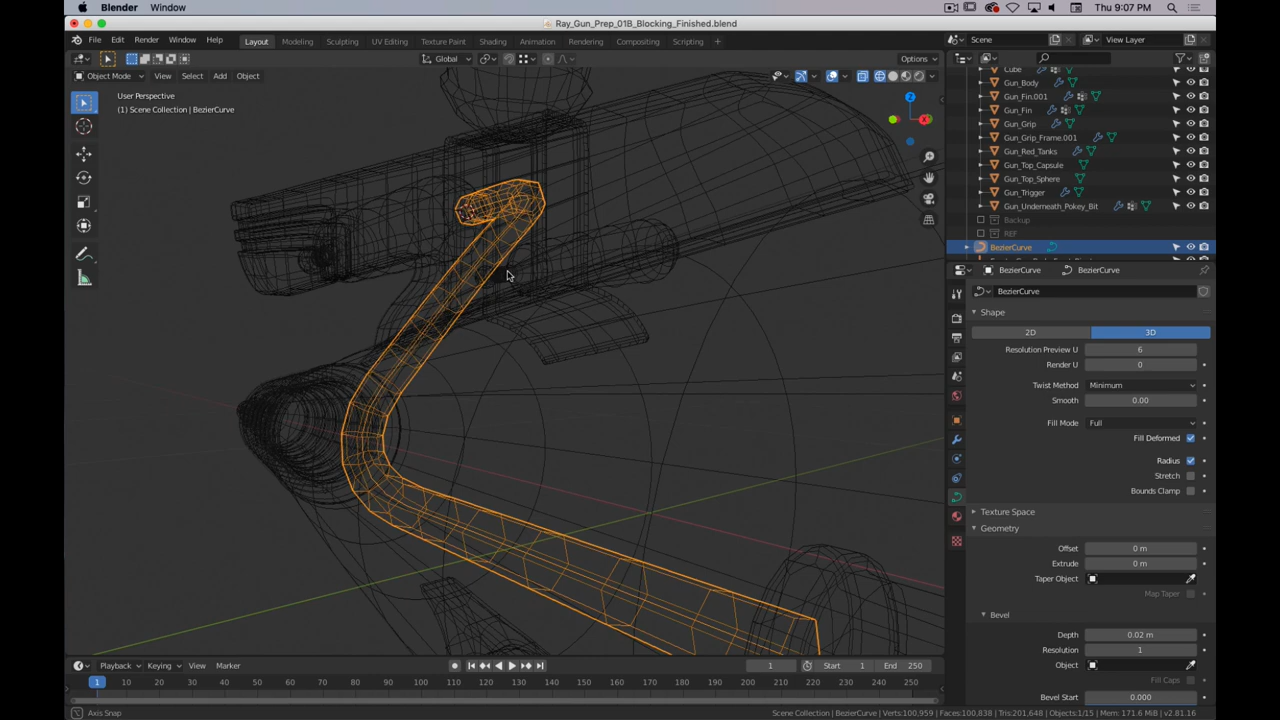 Blender Window Thu 9:07 PM
Ray_Gun_Prep_01B_Blocking_Finished.blend
File Edit Render Window Help Layout Modeling Sculpting UV Editing Texture Paint Shading Animation Rendering Compositing Scripting + Scene View Layer
Global Options
Object Mode View Select Add Object
User Perspective
(1) Scene Collection | BezierCurve
Z
X
Cube
Gun_Body
Gun_Fin.001
Gun_Fin
Gun_Grip
Gun_Grip_Frame.001
Gun_Red_Tanks
Gun_Top_Capsule
Gun_Top_Sphere
Gun_Trigger
Gun_Underneath_Pokey_Bit
Backup
REF
BezierCurve
BezierCurve BezierCurve
BezierCurve
Shape
2D 3D
Resolution Preview U 6
Render U 0
Twist Method Minimum
Smooth 0.00
Fill Mode Full
Fill Deformed
Radius
Stretch
Bounds Clamp
Texture Space
Geometry
Offset 0 m
Extrude 0 m
Taper Object
Map Taper
Bevel
Depth 0.02 m
Resolution 1
Object
Fill Caps
Bevel Start 0.000
Playback Keying View Marker 1 Start 1 End 250
1 10 20 30 40 50 60 70 80 90 100 110 120 130 140 150 160 170 180 190 200 210 220 230 240 250
Axis Snap Scene Collection | BezierCurve | Verts:100,959 | Faces:100,838 | Tris:201,648 | Objects:1/15 | Mem: 171.6 MiB | v2.81.16